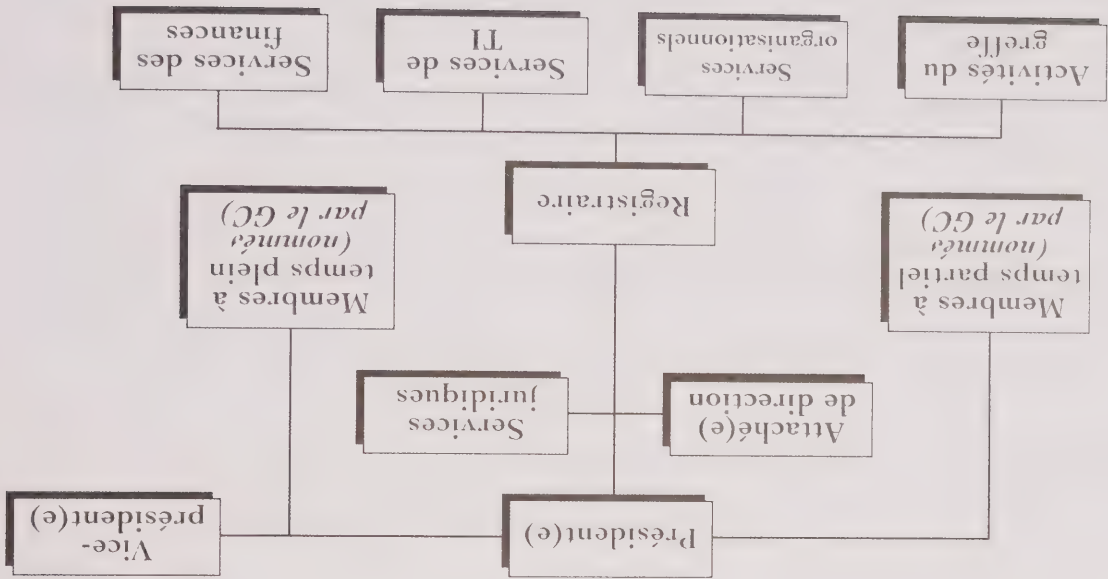 Président(e)
Vice-
président(e)
Attaché(e)
de direction
Services
juridiques
Membres à
temps partiel
(nommés
par le GC)
Membres à
temps plein
(nommés
par le GC)
Registraire
Activités du
greffe
Services
organisationnels
Services de
TI
Services des
finances